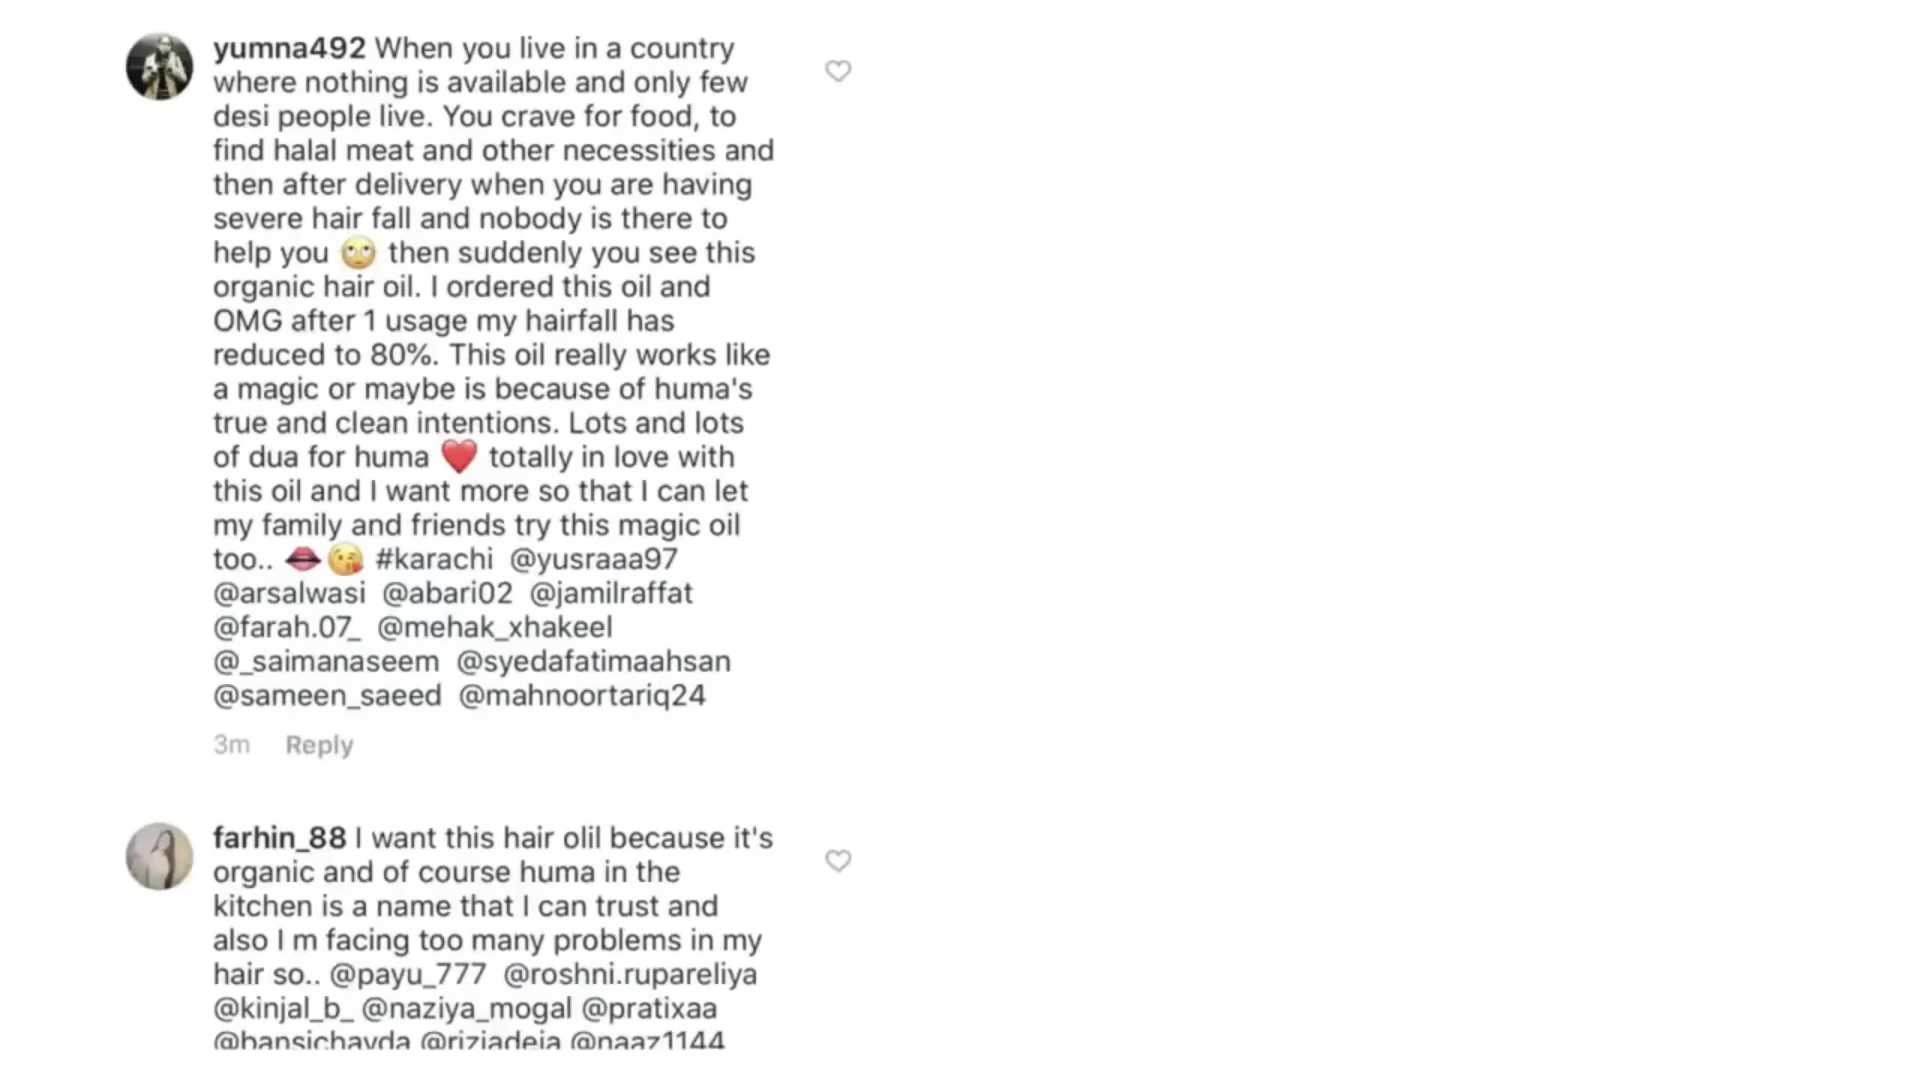 yumna492 When you live in a country
where nothing is available and only few
desi people live. You crave for food, to
find halal meat and other necessities and
then after delivery when you are having
severe hair fall and nobody is there to
help you 🙄 then suddenly you see this
organic hair oil. I ordered this oil and
OMG after 1 usage my hairfall has
reduced to 80%. This oil really works like
a magic or maybe is because of huma's
true and clean intentions. Lots and lots
of dua for huma ❤️ totally in love with
this oil and I want more so that I can let
my family and friends try this magic oil
too.. 👄😘 #karachi @yusraaa97
@arsalwasi @abari02 @jamilraffat
@farah.07_ @mehak_xhakeel
@_saimanaseem @syedafatimaahsan
@sameen_saeed @mahnoortariq24
3m Reply
farhin_88 I want this hair olil because it's
organic and of course huma in the
kitchen is a name that I can trust and
also I m facing too many problems in my
hair so.. @payu_777 @roshni.rupareliya
@kinjal_b_ @naziya_mogal @pratixaa
@hansichavda @riziadeia @naaz1144